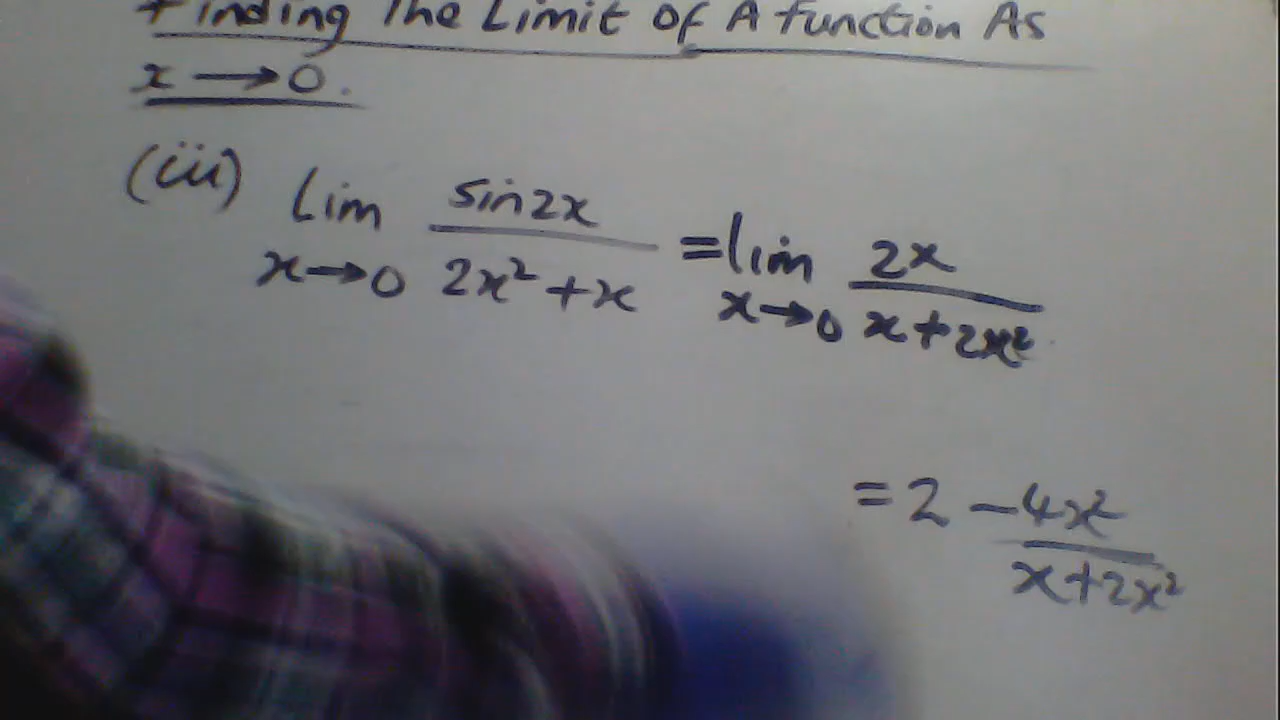 Finding The Limit Of A function As
x → 0.
(iii) Lim x→0 sin2x / 2x² + x = lim x→0 2x / x + 2x²
= 2 - 4x² / x + 2x²